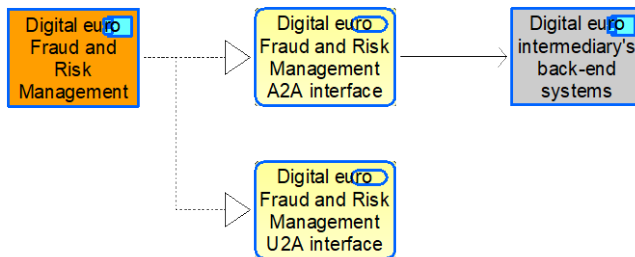 Digital euro
Fraud and
Risk
Management
Digital euro
Fraud and Risk
Management
A2A interface
Digital euro
intermediary's
back-end
systems
Digital euro
Fraud and Risk
Management
U2A interface